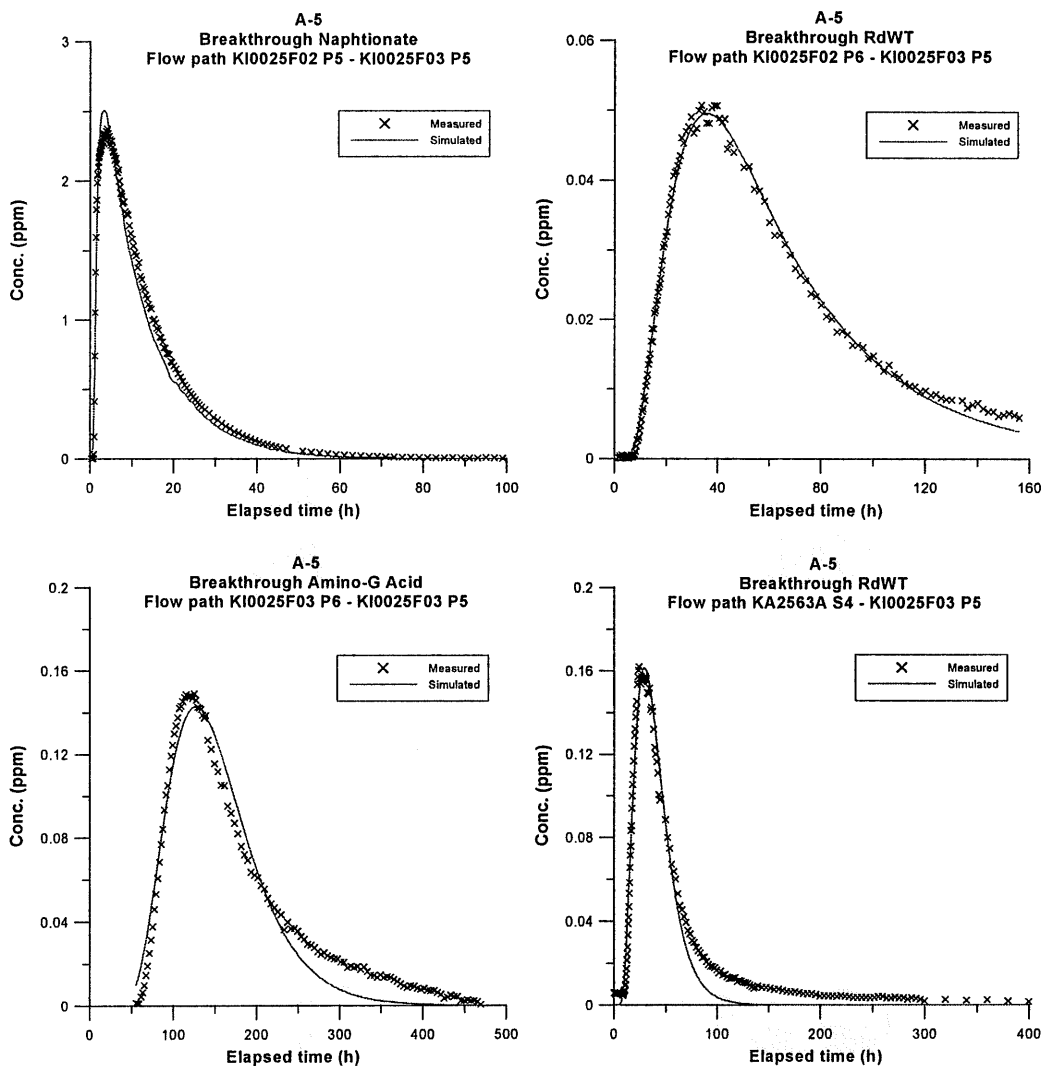 A-5
Breakthrough Naphtionate
Flow path KI0025F02 P5 - KI0025F03 P5
3
2
1
0
Conc. (ppm)
Measured
Simulated
0 20 40 60 80 100
Elapsed time (h)
A-5
Breakthrough RdWT
Flow path KI0025F02 P6 - KI0025F03 P5
0.06
0.04
0.02
0
Conc. (ppm)
Measured
Simulated
0 40 80 120 160
Elapsed time (h)
A-5
Breakthrough Amino-G Acid
Flow path KI0025F03 P6 - KI0025F03 P5
0.2
0.16
0.12
0.08
0.04
0
Conc. (ppm)
Measured
Simulated
0 100 200 300 400 500
Elapsed time (h)
A-5
Breakthrough RdWT
Flow path KA2563A S4 - KI0025F03 P5
0.2
0.16
0.12
0.08
0.04
0
Conc. (ppm)
Measured
Simulated
0 100 200 300 400
Elapsed time (h)